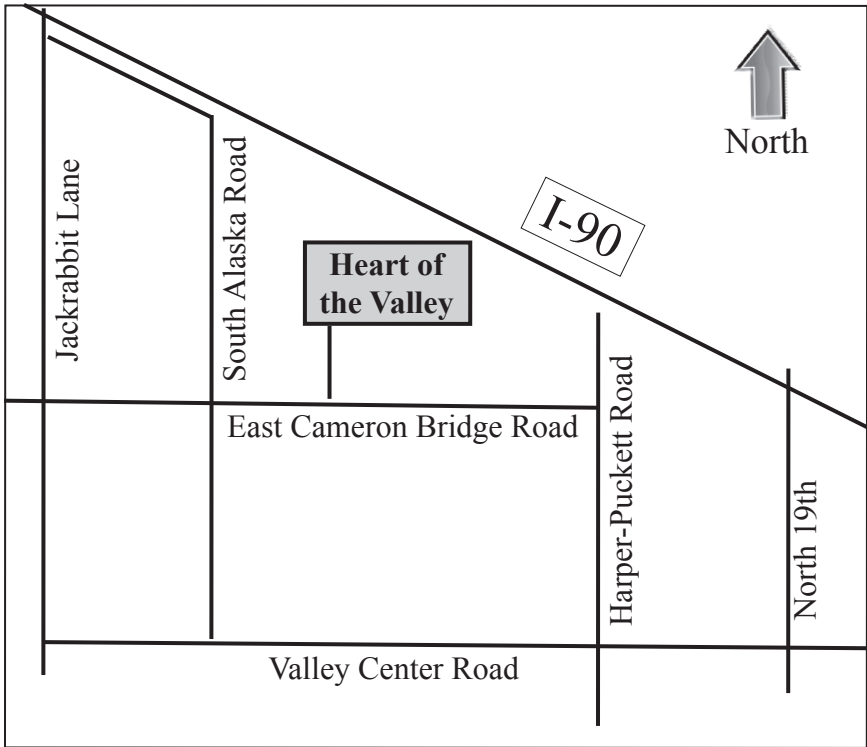 North
I-90
Jackrabbit Lane
South Alaska Road
Heart of
the Valley
East Cameron Bridge Road
Harper-Puckett Road
North 19th
Valley Center Road